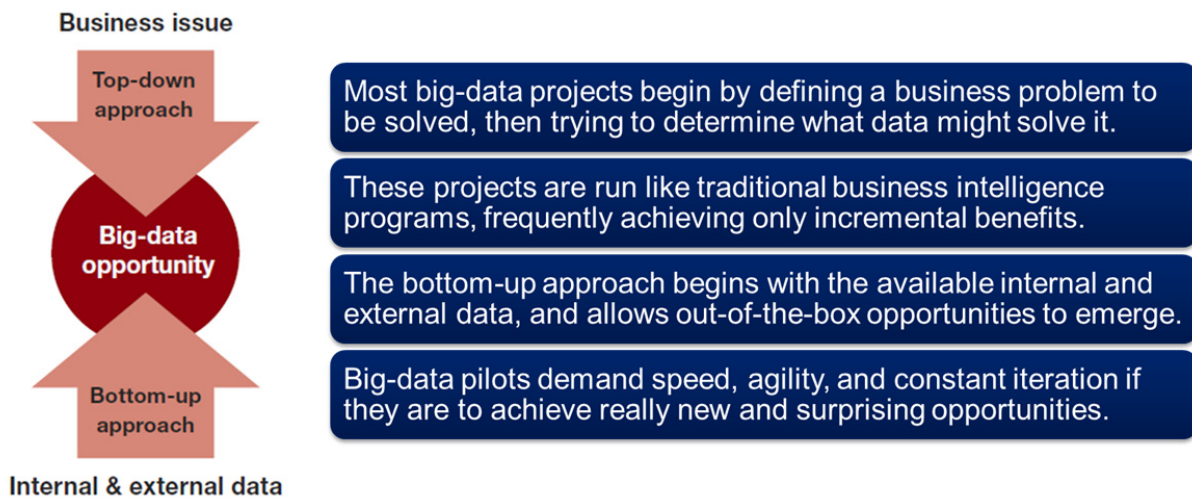 Business issue
Top-down
approach
Big-data
opportunity
Bottom-up
approach
Internal & external data
Most big-data projects begin by defining a business problem to
be solved, then trying to determine what data might solve it.
These projects are run like traditional business intelligence
programs, frequently achieving only incremental benefits.
The bottom-up approach begins with the available internal and
external data, and allows out-of-the-box opportunities to emerge.
Big-data pilots demand speed, agility, and constant iteration if
they are to achieve really new and surprising opportunities.